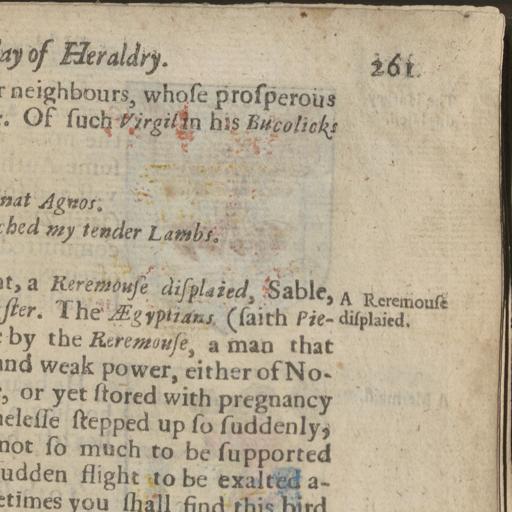 ay of Heraldry. 261
r neighbours, whoſe proſperous
Of ſuch Virgil in his Bucolicks
nat Agnos.
ched my tender Lambs.
nt, a Reremouſe diſplaied, Sable, A Reremouſe
ſter. The Ægyptians (ſaith Pie- diſplaied.
by the Reremouſe, a man that
and weak power, either of No-
, or yet ſtored with pregnancy
heleſſe ſtepped up ſo ſuddenly,
not ſo much to be ſupported
udden flight to be exalted a-
etimes you ſhall find this bird